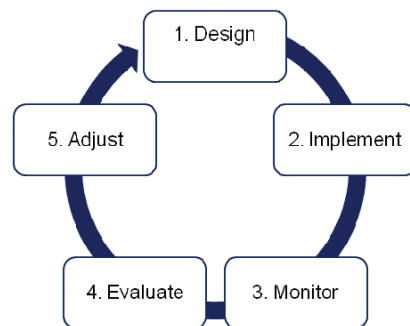 1. Design
2. Implement
3. Monitor
4. Evaluate
5. Adjust